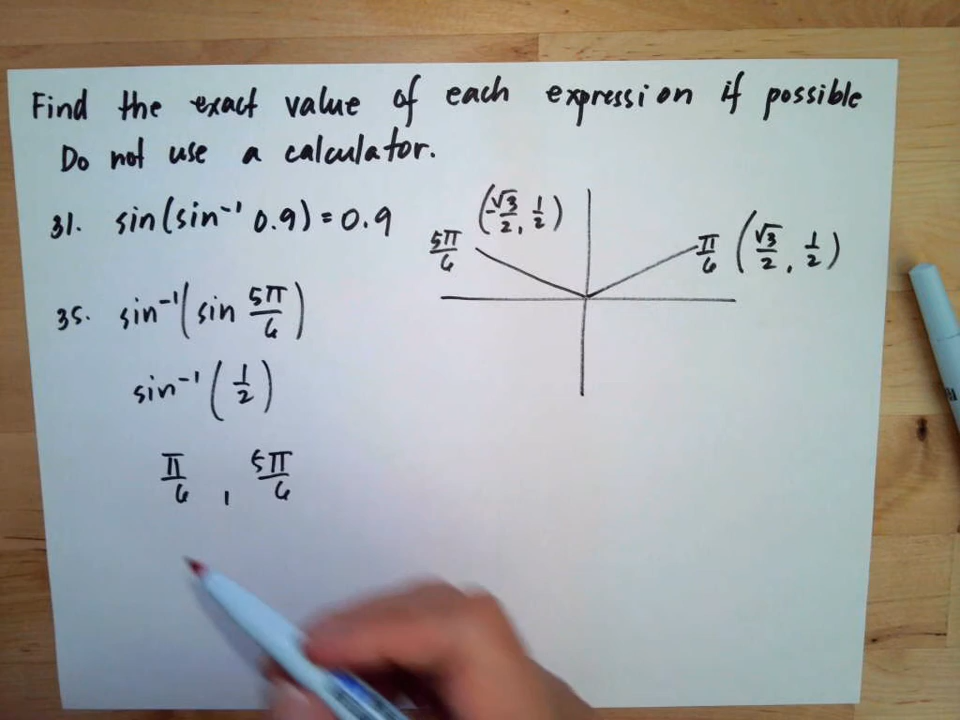 Find the exact value of each expression if possible
Do not use a calculator.
31. sin(sin⁻¹ 0.9) = 0.9
(-√3/2, 1/2)
5π/6
π/6 (√3/2, 1/2)
35. sin⁻¹(sin 5π/6)
sin⁻¹(1/2)
π/6 , 5π/6